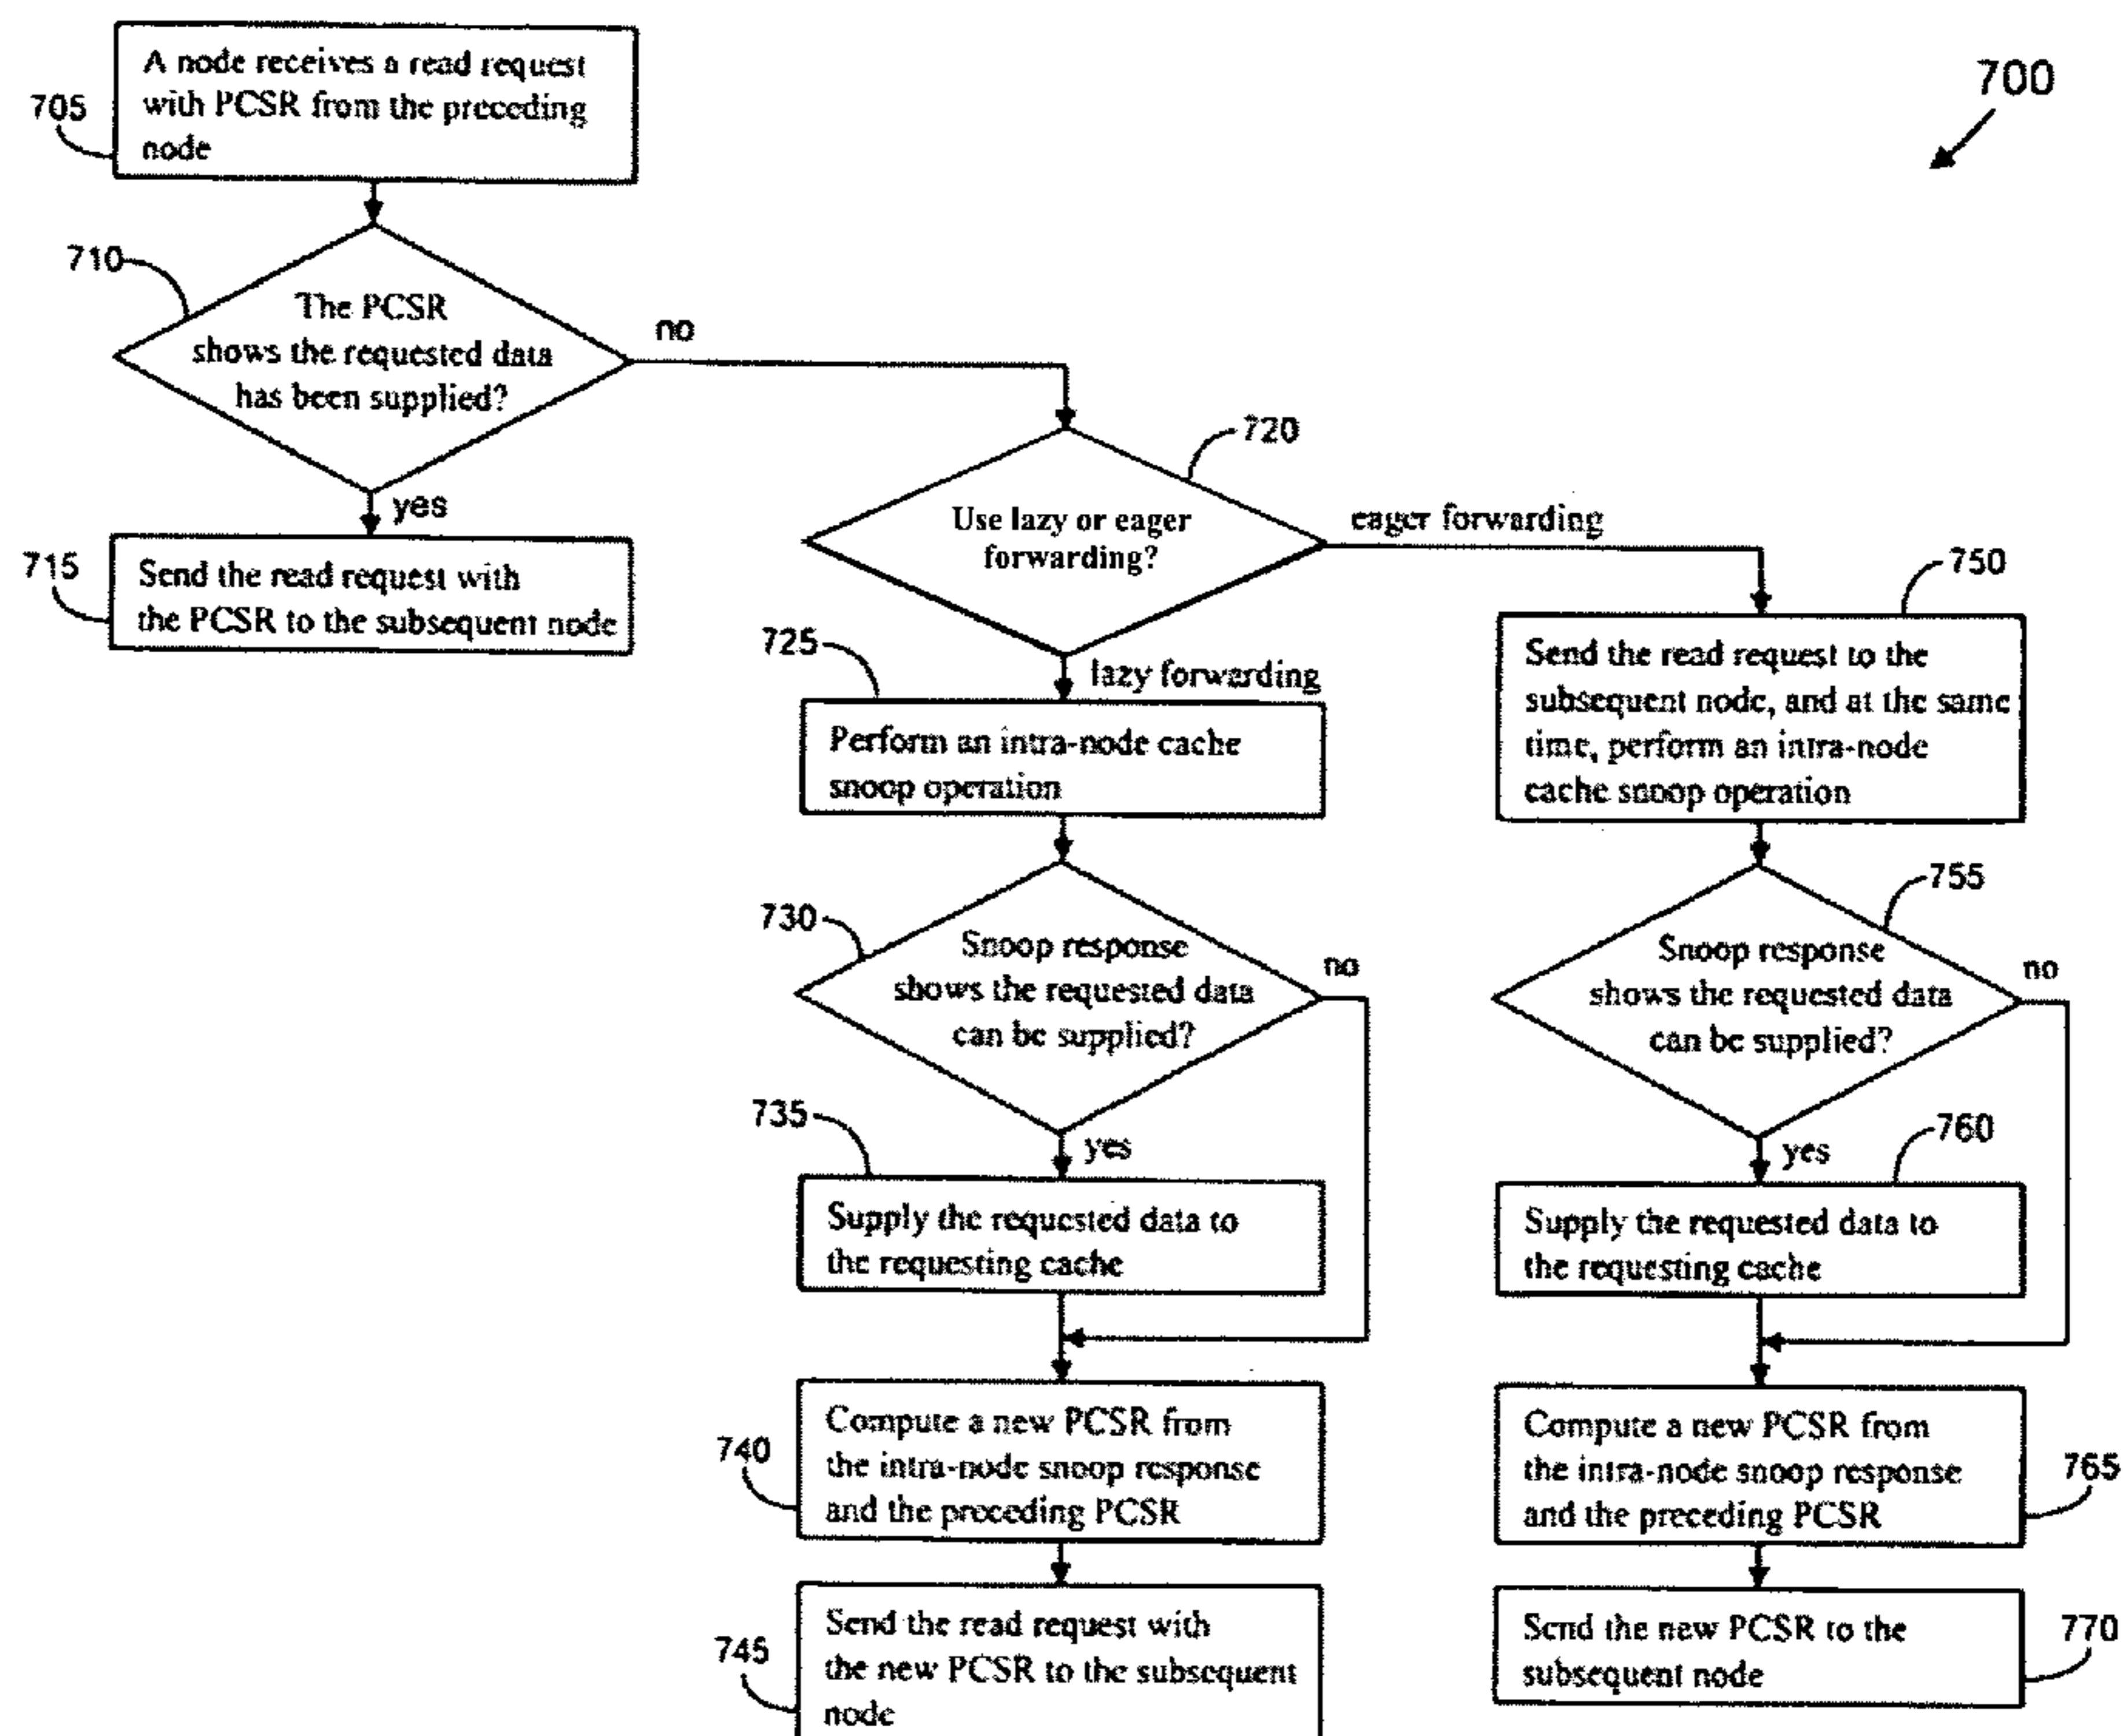 700
705
A node receives a read request
with PCSR from the preceding
node
710
The PCSR
shows the requested data
has been supplied?
no
yes
715
Send the read request with
the PCSR to the subsequent node
720
Use lazy or eager
forwarding?
eager forwarding
lazy forwarding
725
Perform an intra-node cache
snoop operation
730
Snoop response
shows the requested data
can be supplied?
no
yes
735
Supply the requested data to
the requesting cache
740
Compute a new PCSR from
the intra-node snoop response
and the preceding PCSR
745
Send the read request with
the new PCSR to the subsequent
node
750
Send the read request to the
subsequent node, and at the same
time, perform an intra-node
cache snoop operation
755
Snoop response
shows the requested data
can be supplied?
no
yes
760
Supply the requested data to
the requesting cache
765
Compute a new PCSR from
the intra-node snoop response
and the preceding PCSR
770
Send the new PCSR to the
subsequent node